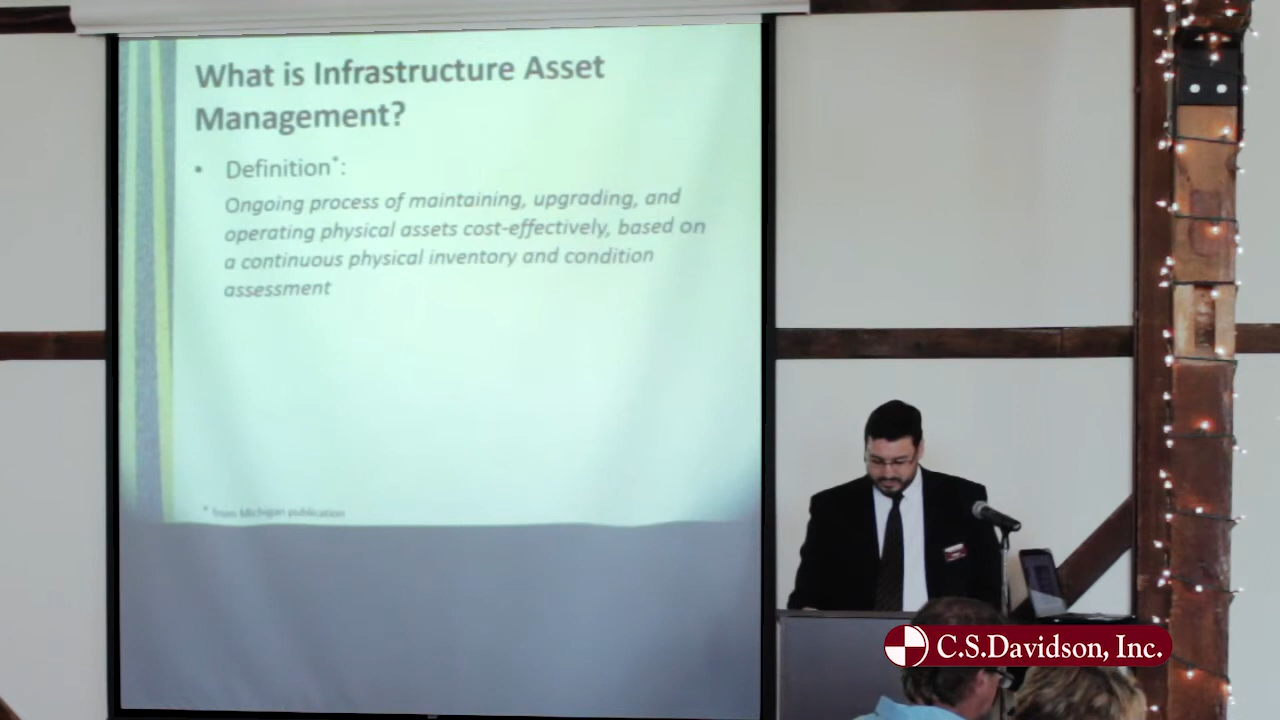 What is Infrastructure Asset
Management?
• Definition*:
Ongoing process of maintaining, upgrading, and
operating physical assets cost-effectively, based on
a continuous physical inventory and condition
assessment
* from Michigan publication
C.S.Davidson, Inc.